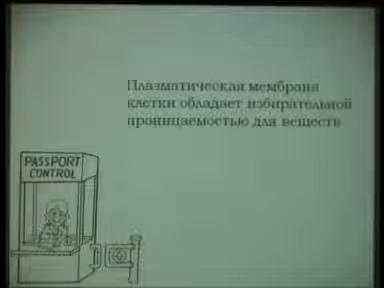 Плазматическая мембрана
клетки обладает избирательной
проницаемостью для веществ
PASSPORT
CONTROL